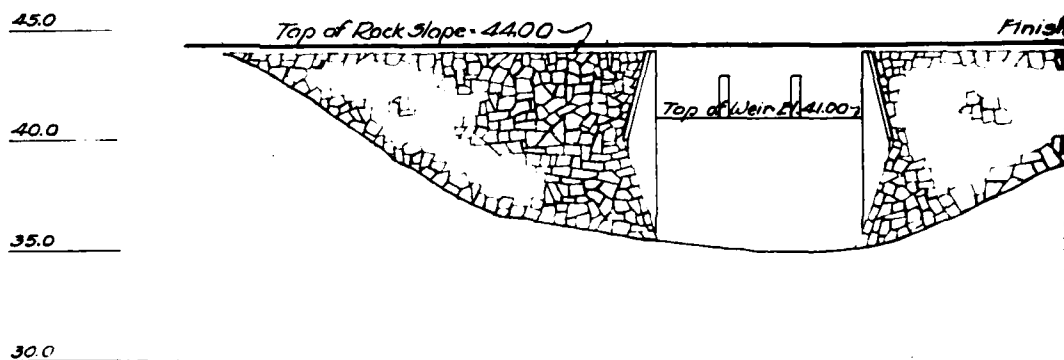 45.0
Top of Rock Slope - 44.00
Finish
Top of Weir El. 41.00
40.0
35.0
30.0